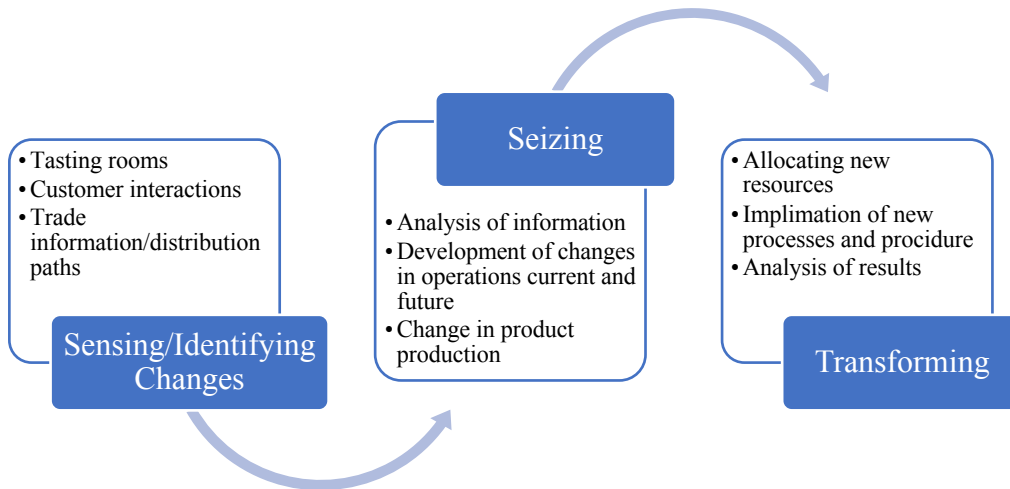 • Tasting rooms
• Customer interactions
• Trade
information/distribution
paths
Sensing/Identifying
Changes
Seizing
• Analysis of information
• Development of changes
in operations current and
future
• Change in product
production
• Allocating new
resources
• Implimation of new
processes and procidure
• Analysis of results
Transforming